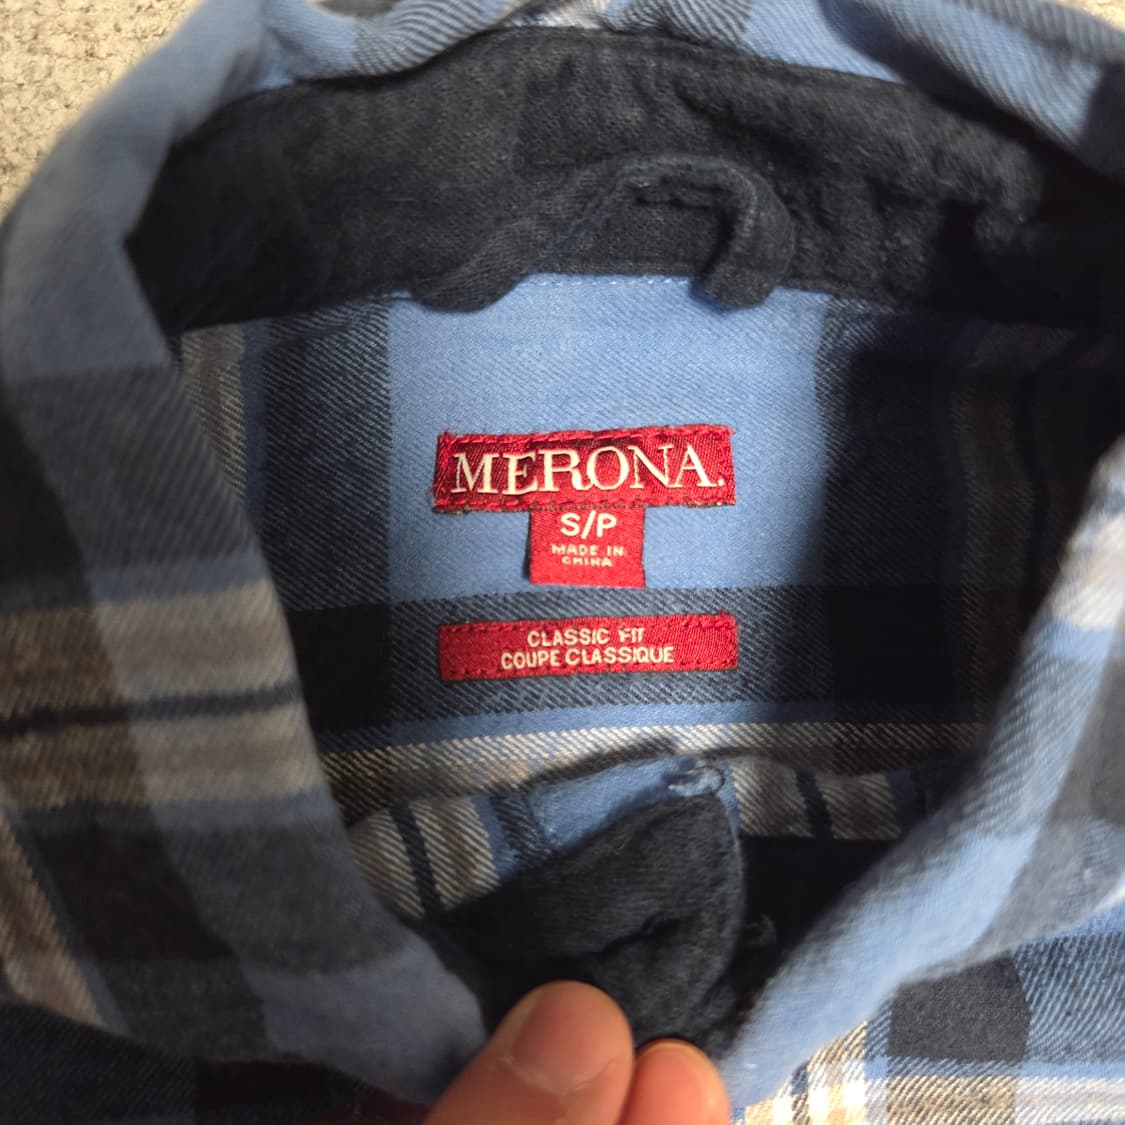 MERONA.
S/P
MADE IN
CHINA
CLASSIC FIT
COUPE CLASSIQUE